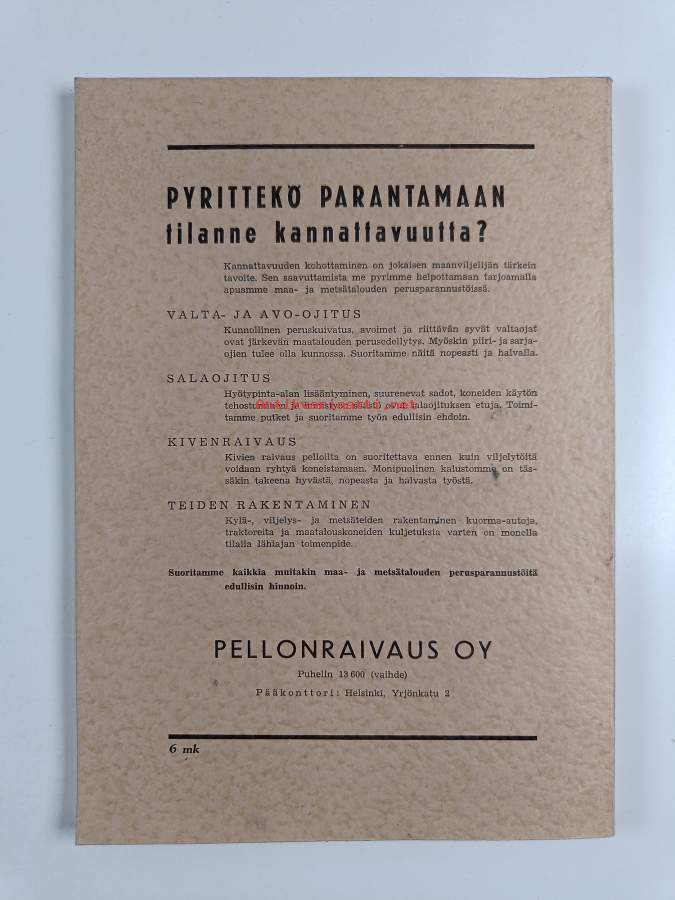 PYRITTEKÖ PARANTAMAAN
tilanne kannattavuutta?
Kannattavuuden kohottaminen on jokaisen maanviljelijän tärkein
tavoite. Sen saavuttamista me pyrimme helpottamaan tarjoamalla
apuamme maa- ja metsätalouden perusparannustöissä.
VALTA- JA AVO-OJITUS
Kunnollinen peruskuivatus, avoimet ja riittävän syvät valtaojat
ovat järkevän maatalouden perusedellytys. Myöskin piiri- ja sarja-
ojien tulee olla kunnossa. Suoritamme näitä nopeasti ja halvalla.
SALAOJITUS
Hyötypinta-alan lisääntyminen, suurenevat sadot, koneiden käytön
tehostuminen ja säästö ovat salaojituksen etuja. Toimi-
tamme putket ja suoritamme työn edullisin ehdoin.
KIVENRAIVAUS
Kivien raivaus pelloilta on suoritettava ennen kuin viljelytöitä
voidaan ryhtyä koneistamaan. Monipuolinen kalustomme on täs-
säkin takeena hyvästä, nopeasta ja halvasta työstä.
TEIDEN RAKENTAMINEN
Kylä-, viljelys- ja metsäteiden rakentaminen kuorma-autoja,
traktoreita ja maatalouskoneiden kuljetuksia varten on monella
tilalla lähiajan toimenpide.
Suoritamme kaikkia muitakin maa- ja metsätalouden perusparannustöitä
edullisin hinnoin.
PELLONRAIVAUS OY
Puhelin 13 600 (vaihde)
Pääkonttori: Helsinki, Yrjönkatu 2
6 mk